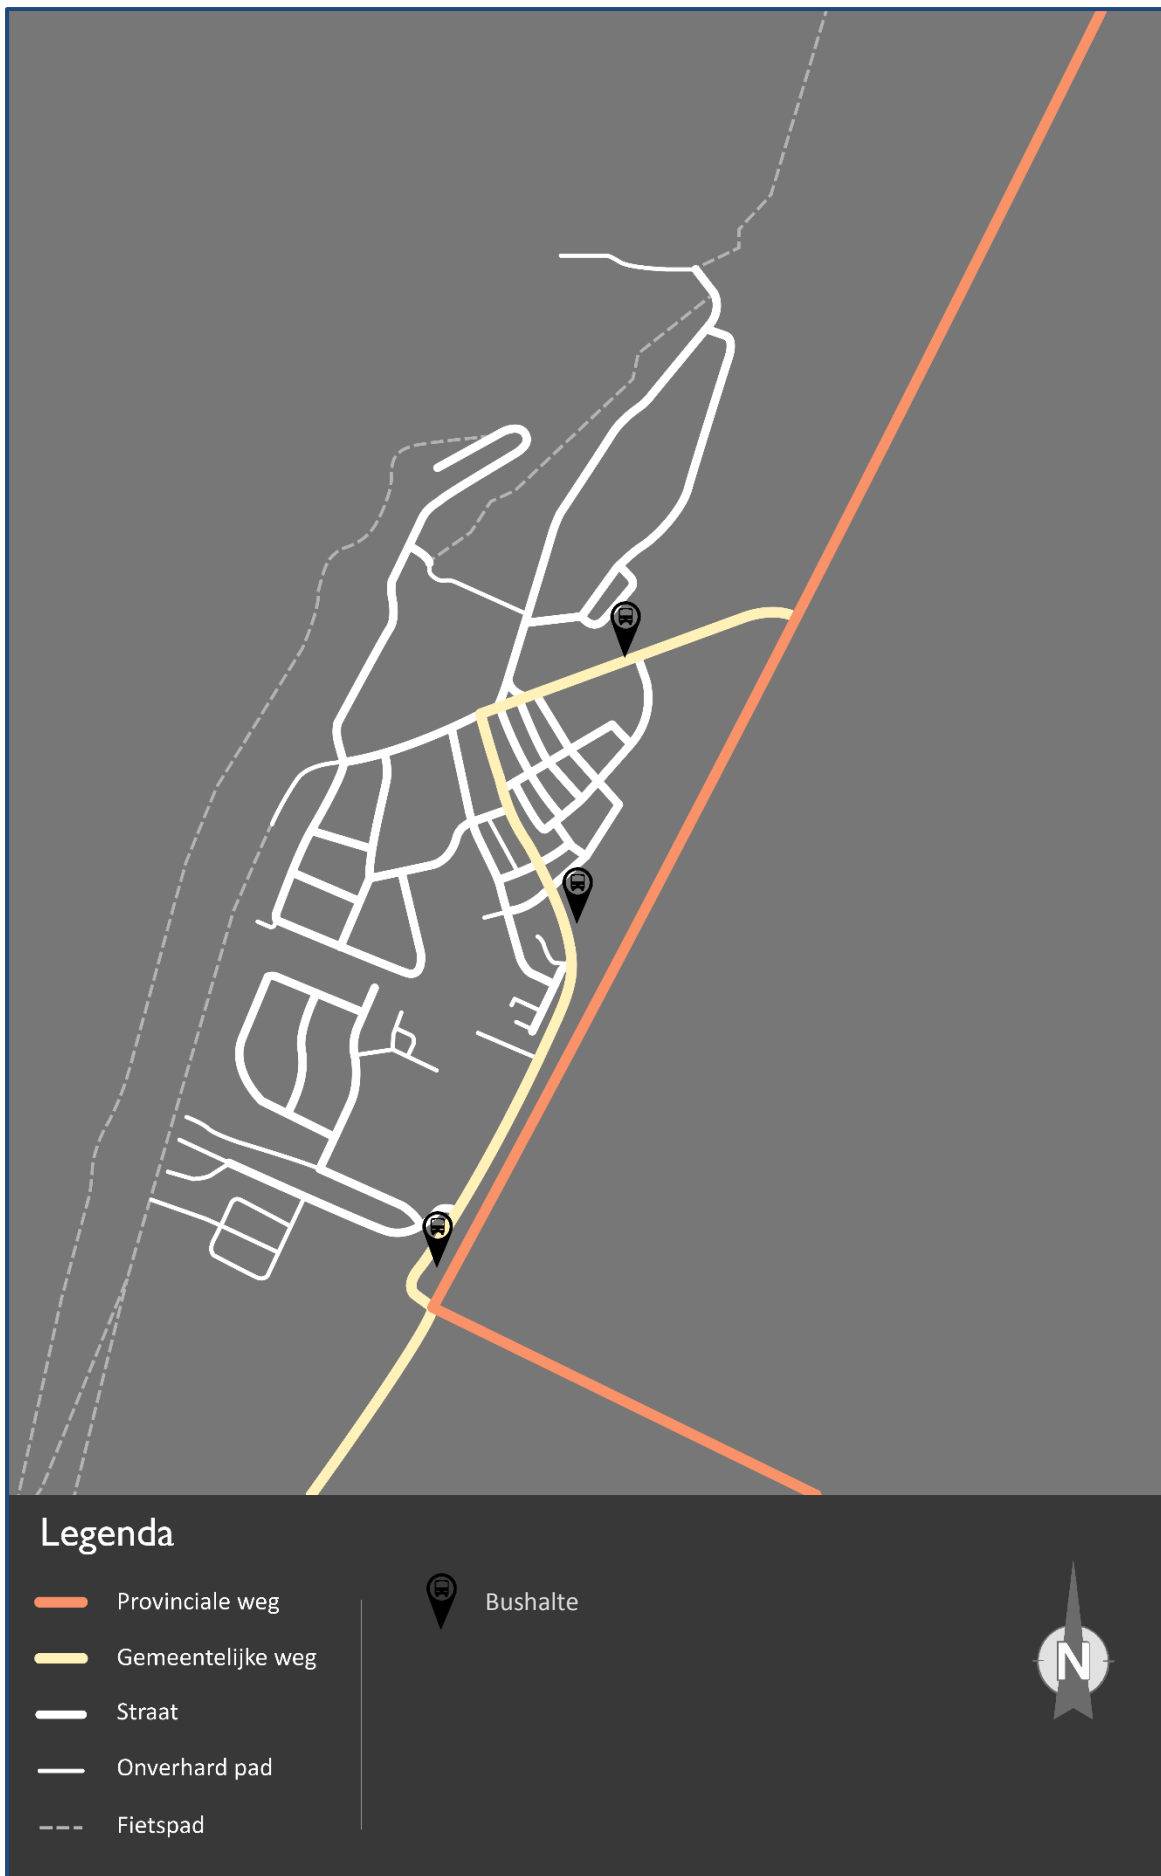 Legenda
Provinciale weg
Gemeentelijke weg
Straat
Onverhard pad
Fietspad
Bushalte
N